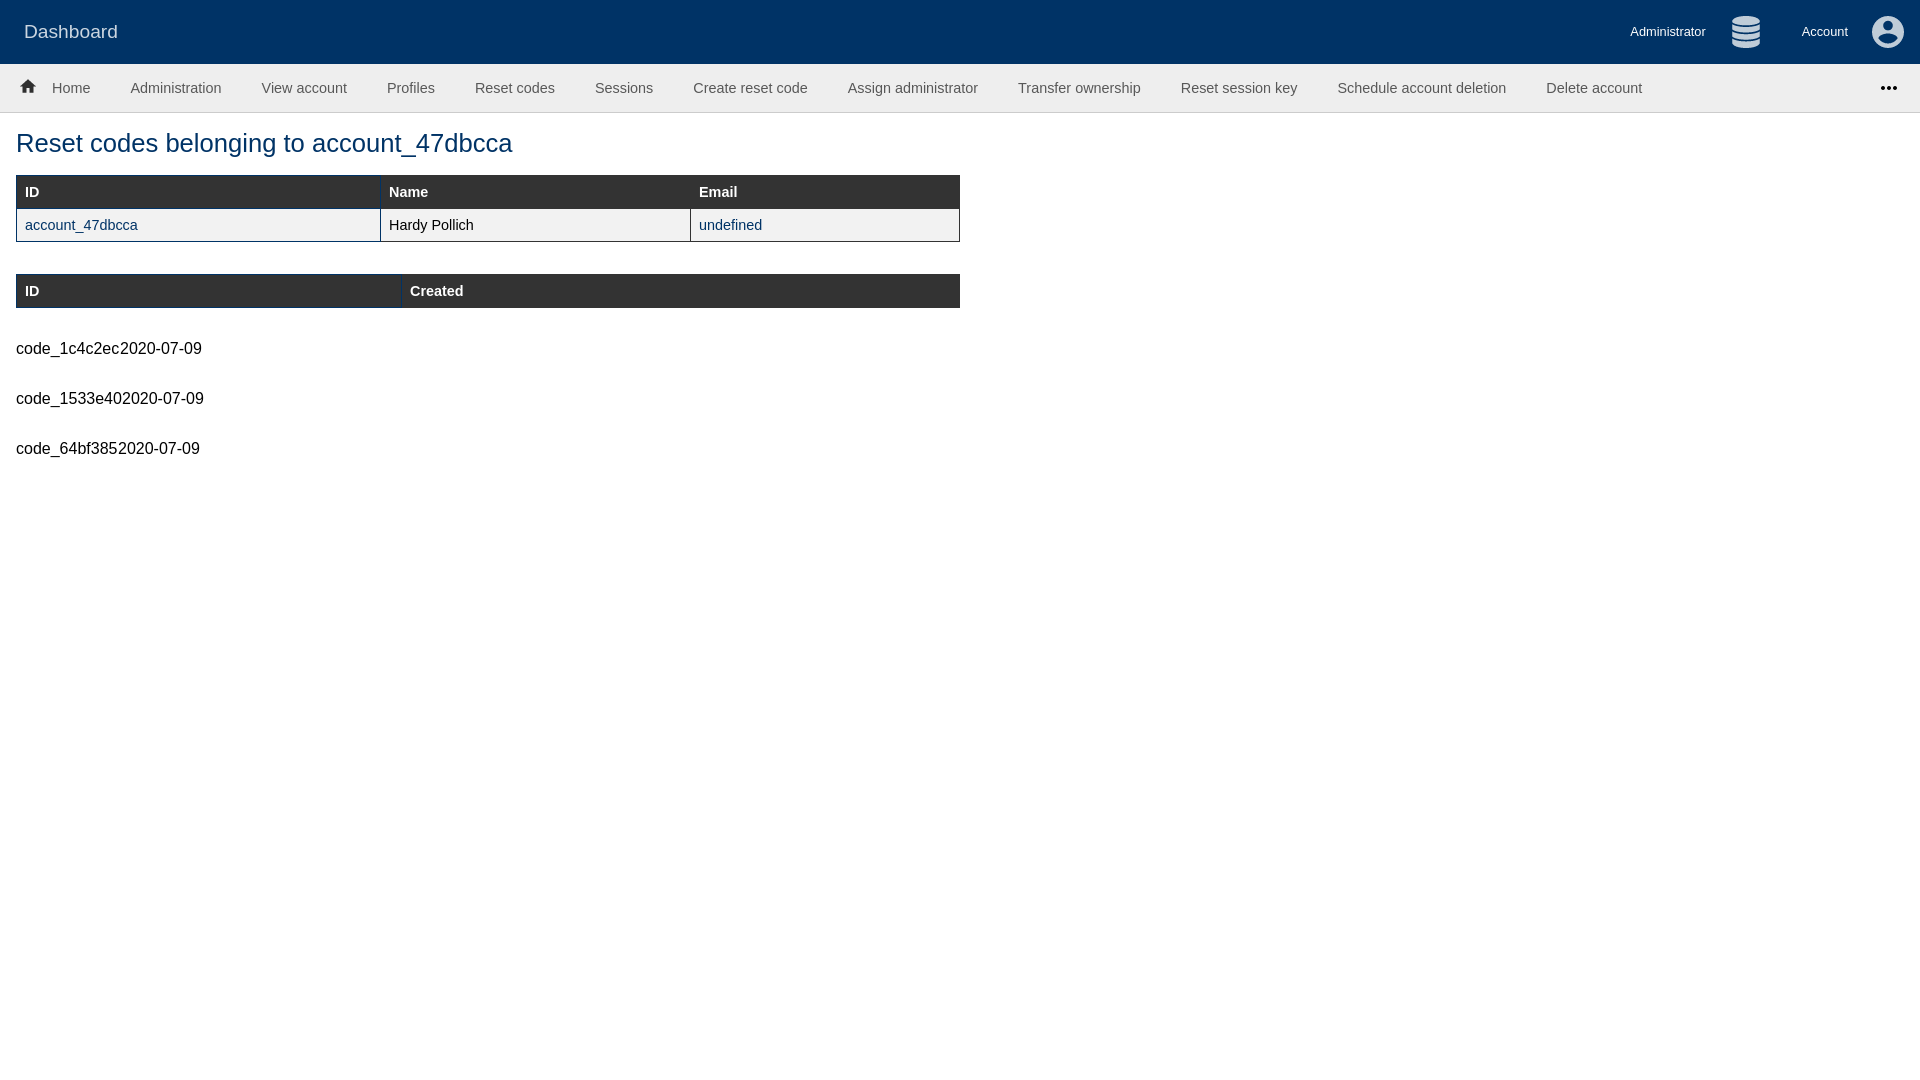 Dashboard
Administrator
Account
Home Administration View account Profiles Reset codes Sessions Create reset code Assign administrator Transfer ownership Reset session key Schedule account deletion Delete account
Reset codes belonging to account_47dbcca
ID Name Email
account_47dbcca Hardy Pollich undefined
ID Created
code_1c4c2ec2020-07-09
code_1533e402020-07-09
code_64bf3852020-07-09